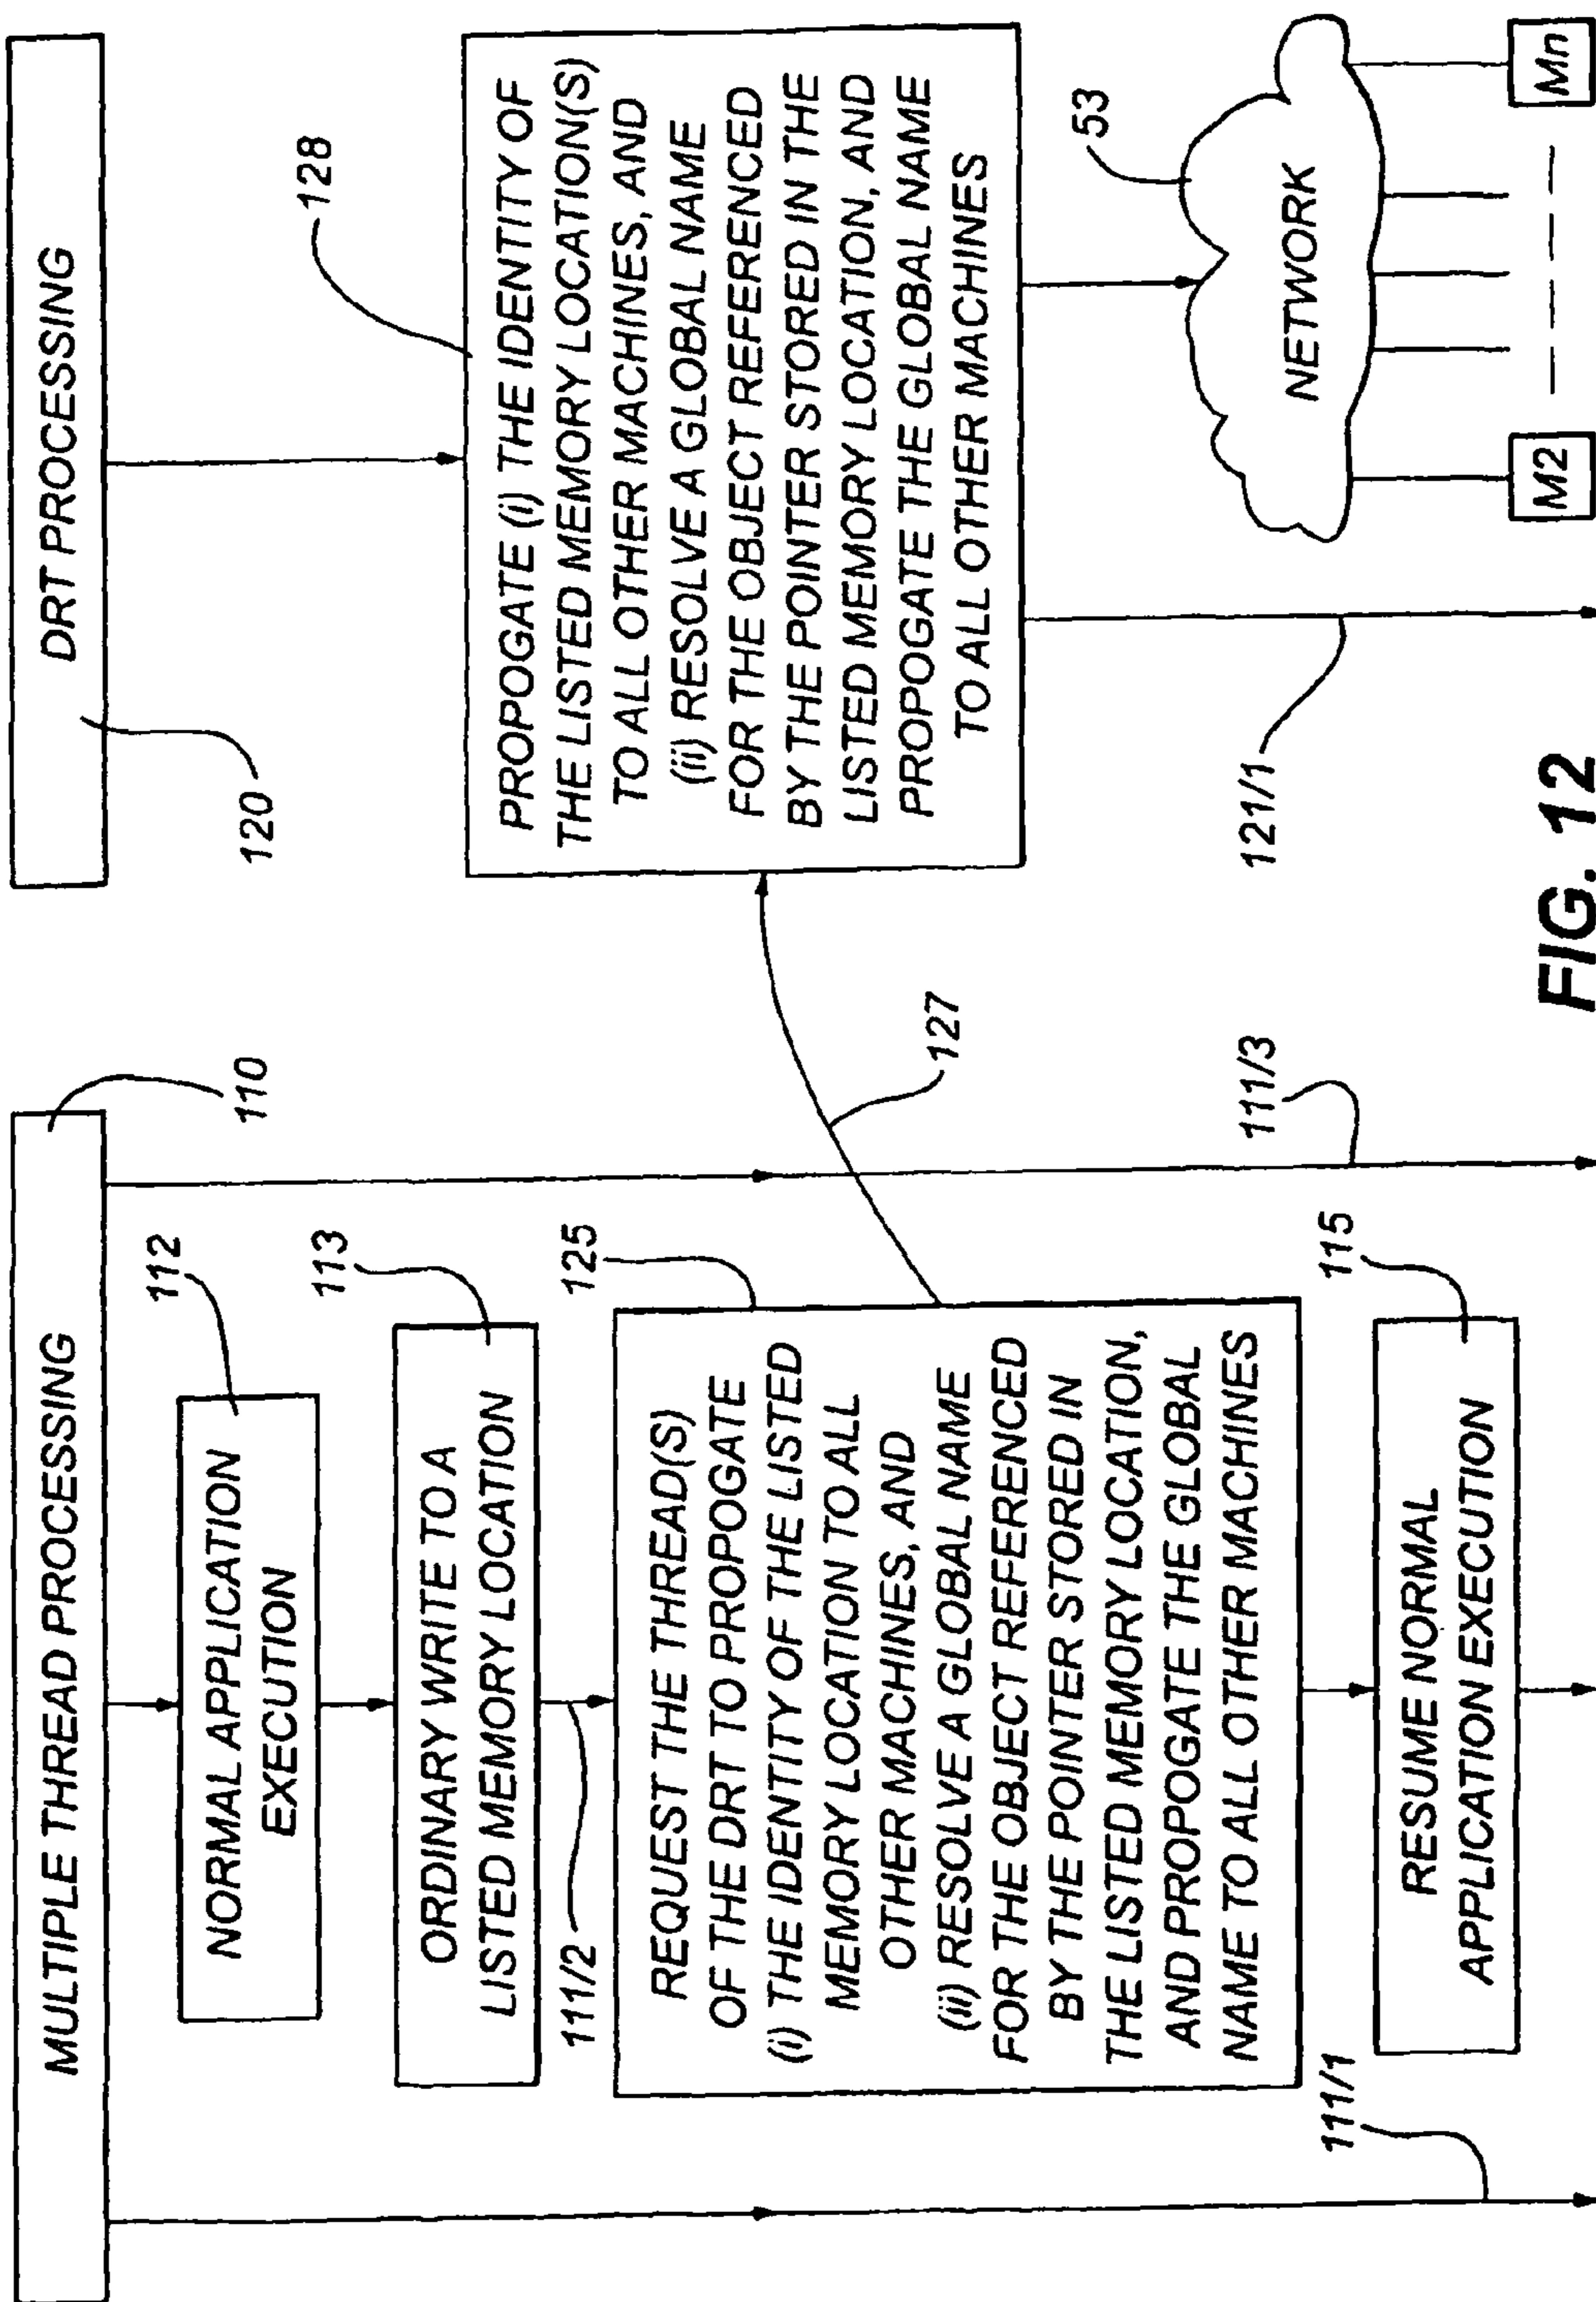 MULTIPLE THREAD PROCESSING
110
112
NORMAL APPLICATION
EXECUTION
113
ORDINARY WRITE TO A
LISTED MEMORY LOCATION
111/2
125
REQUEST THE THREAD(S)
OF THE DRT TO PROPOGATE
(i) THE IDENTITY OF THE LISTED
MEMORY LOCATION TO ALL
OTHER MACHINES, AND
(ii) RESOLVE A GLOBAL NAME
FOR THE OBJECT REFERENCED
BY THE POINTER STORED IN
THE LISTED MEMORY LOCATION,
AND PROPOGATE THE GLOBAL
NAME TO ALL OTHER MACHINES
127
111/1
111/3
115
RESUME NORMAL
APPLICATION EXECUTION
DRT PROCESSING
120
128
PROPOGATE (i) THE IDENTITY OF
THE LISTED MEMORY LOCATION(S)
TO ALL OTHER MACHINES, AND
(ii) RESOLVE A GLOBAL NAME
FOR THE OBJECT REFERENCED
BY THE POINTER STORED IN THE
LISTED MEMORY LOCATION, AND
PROPOGATE THE GLOBAL NAME
TO ALL OTHER MACHINES
53
121/1
NETWORK
M2
Mn
FIG. 12